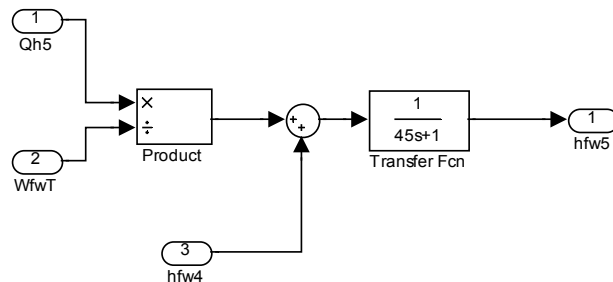 1
Qh5
×
÷
2
WfwT
Product
+
+
1
45s+1
Transfer Fcn
1
hfw5
3
hfw4